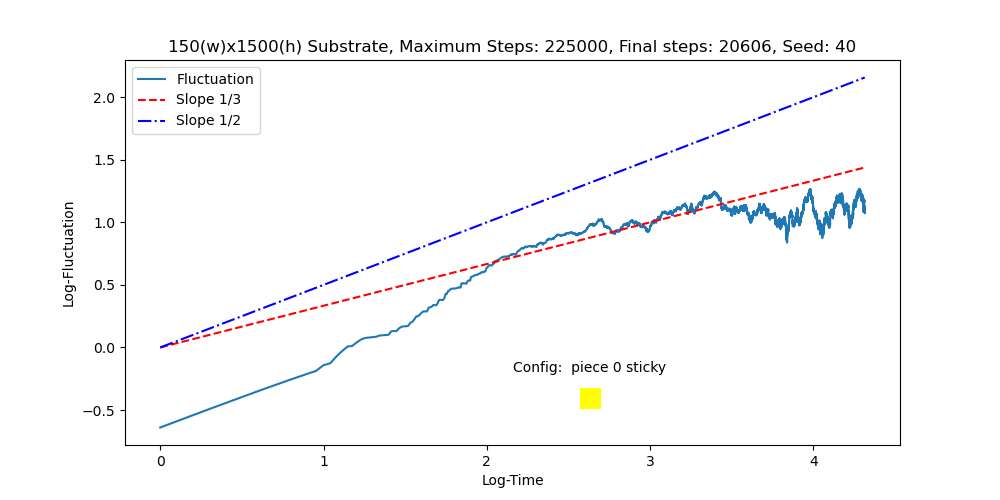 150(w)x1500(h) Substrate, Maximum Steps: 225000, Final steps: 20606, Seed: 40
Fluctuation
Slope 1/3
Slope 1/2
2.0
1.5
1.0
0.5
0.0
−0.5
Log-Fluctuation
Config:  piece 0 sticky
0
1
2
3
4
Log-Time